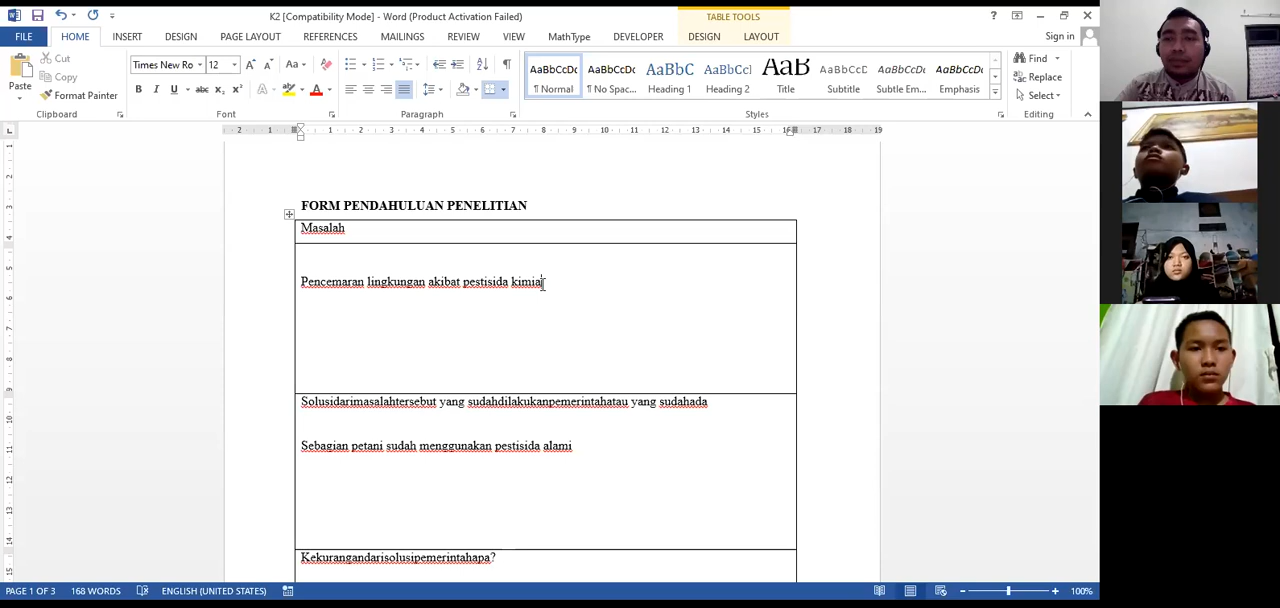 K2 [Compatibility Mode] - Word (Product Activation Failed)
TABLE TOOLS
FILE HOME INSERT DESIGN PAGE LAYOUT REFERENCES MAILINGS REVIEW VIEW MathType DEVELOPER DESIGN LAYOUT Sign in
Paste
Cut
Copy
Format Painter
Clipboard
Times New Ro 12
Font
Paragraph
AaBbCcDc AaBbCcDc AaBbC AaBbCcl AaB AaBbCcD AaBbCcDc AaBbCcDc
¶ Normal ¶ No Spac... Heading 1 Heading 2 Title Subtitle Subtle Em... Emphasis
Styles
Find
Replace
Select
Editing
FORM PENDAHULUAN PENELITIAN
Masalah
Pencemaran lingkungan akibat pestisida kimia
Solusidarimasalahtersebut yang sudahdilakukanpemerintahatau yang sudahada
Sebagian petani sudah menggunakan pestisida alami
Kekurangandarisolusipemerintahapa?
PAGE 1 OF 3 168 WORDS ENGLISH (UNITED STATES) 100%